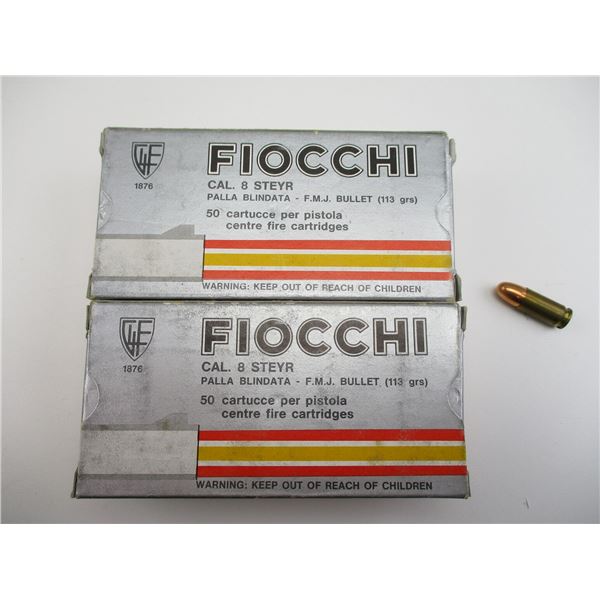 GFL
1876
FIOCCHI
CAL. 8 STEYR
PALLA BLINDATA - F.M.J. BULLET (113 grs)
50 cartucce per pistola
centre fire cartridges
WARNING: KEEP OUT OF REACH OF CHILDREN
GFL
1876
FIOCCHI
CAL. 8 STEYR
PALLA BLINDATA - F.M.J. BULLET (113 grs)
50 cartucce per pistola
centre fire cartridges
WARNING: KEEP OUT OF REACH OF CHILDREN